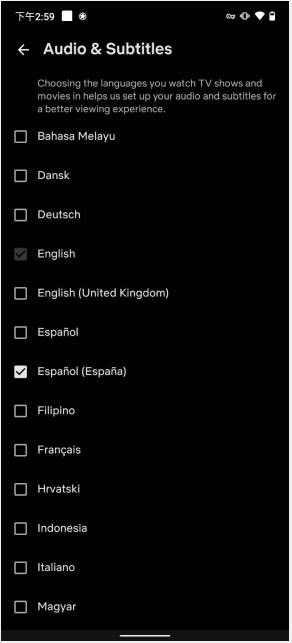 下午2:59
Audio & Subtitles
Choosing the languages you watch TV shows and
movies in helps us set up your audio and subtitles for
a better viewing experience.
Bahasa Melayu
Dansk
Deutsch
English
English (United Kingdom)
Español
Español (España)
Filipino
Français
Hrvatski
Indonesia
Italiano
Magyar